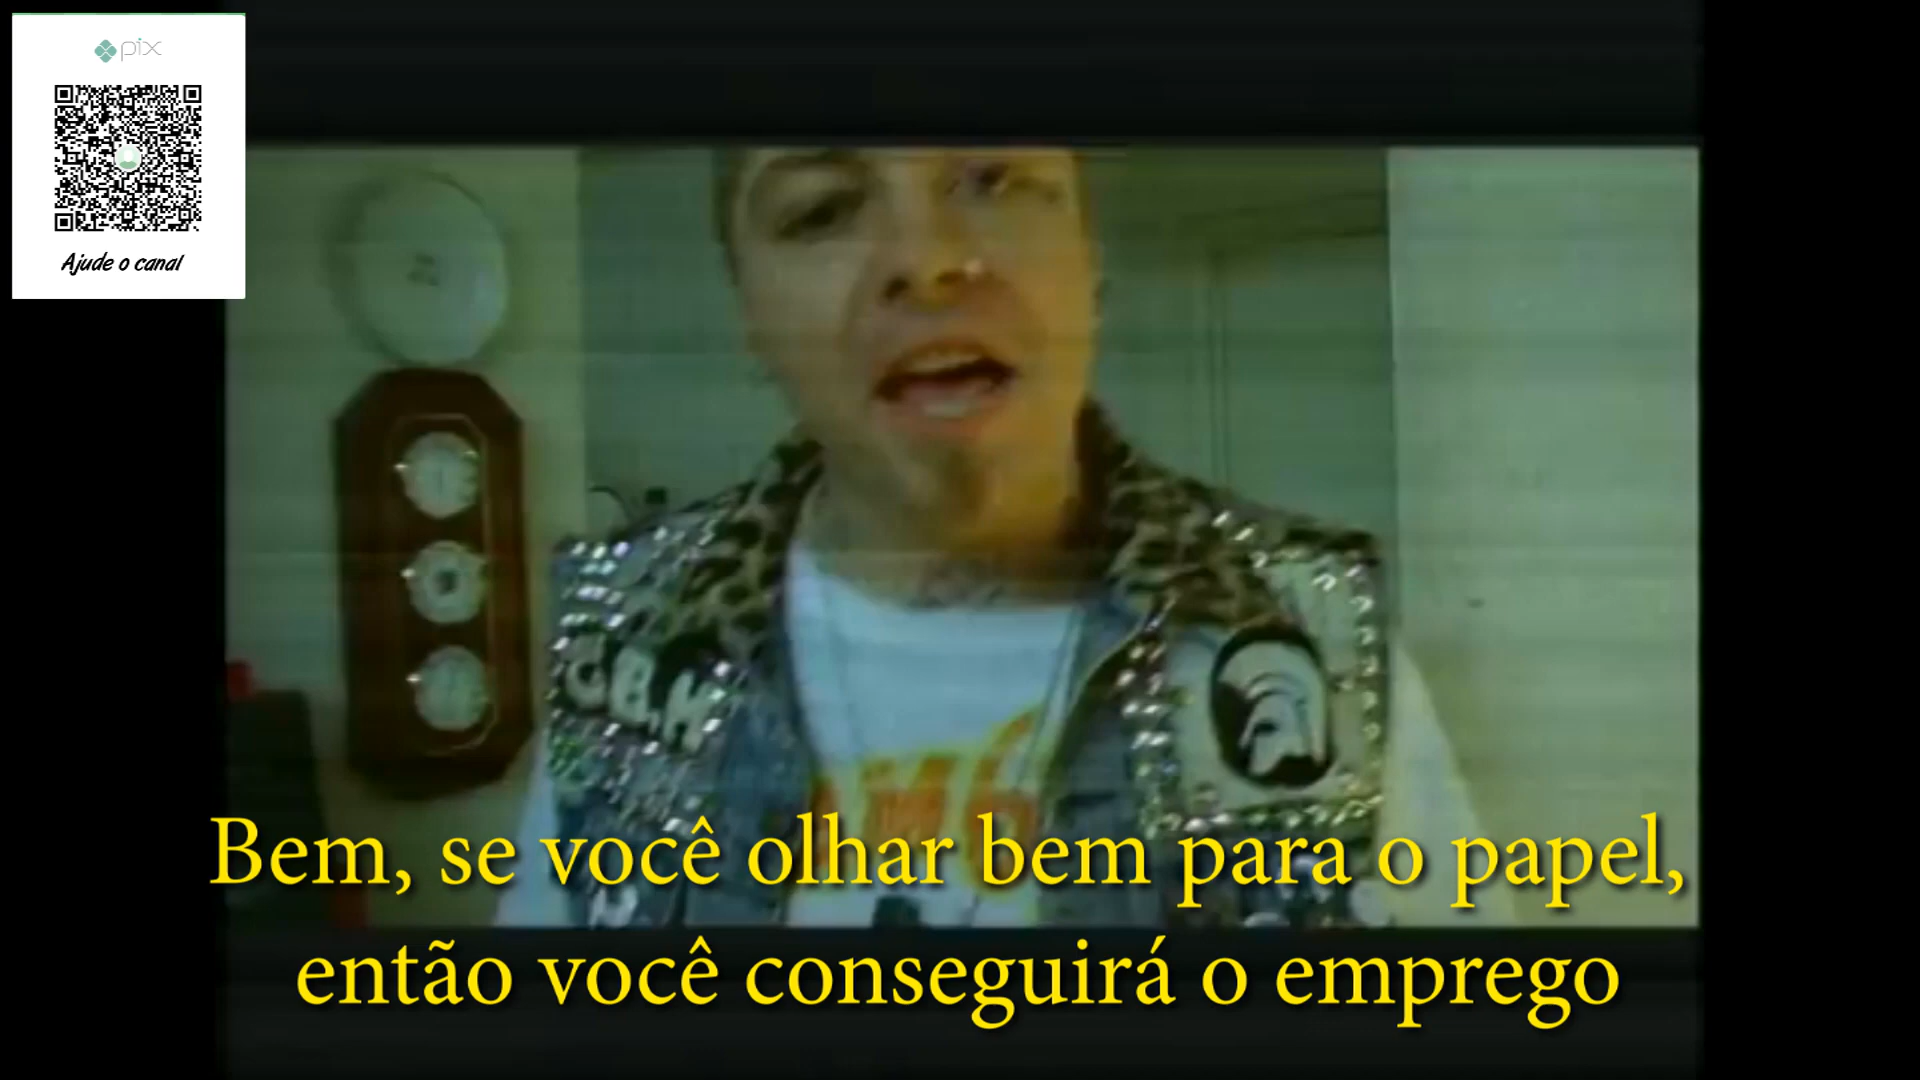 pix
Ajude o canal
G.B.H
Bem, se você olhar bem para o papel,
então você conseguirá o emprego